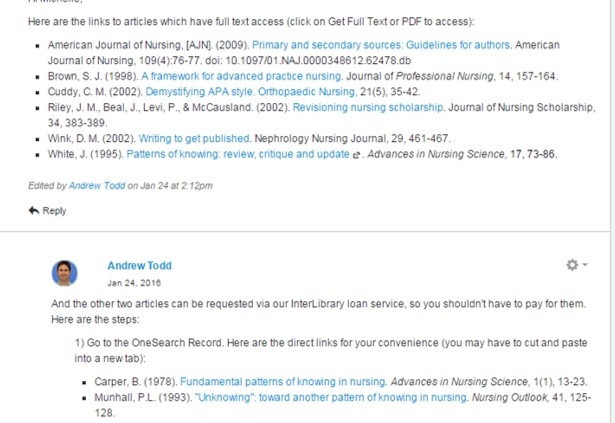 Here are the links to articles which have full text access (click on Get Full Text or PDF to access):
American Journal of Nursing, [AJN]. (2009). Primary and secondary sources: Guidelines for authors. American
Journal of Nursing, 109(4):76-77. doi: 10.1097/01.NAJ.0000348612.62478.db
Brown, S. J. (1998). A framework for advanced practice nursing. Journal of Professional Nursing, 14, 157-164.
Cuddy, C. M. (2002). Demystifying APA style. Orthopaedic Nursing, 21(5), 35-42.
Riley, J. M., Beal, J., Levi, P., & McCausland. (2002). Revisioning nursing scholarship. Journal of Nursing Scholarship,
34, 383-389.
Wink, D. M. (2002). Writing to get published. Nephrology Nursing Journal, 29, 461-467.
White, J. (1995). Patterns of knowing: review, critique and update . Advances in Nursing Science, 17, 73-86.
Edited by Andrew Todd on Jan 24 at 2:12pm
Reply
Andrew Todd
Jan 24, 2016
And the other two articles can be requested via our InterLibrary loan service, so you shouldn't have to pay for them.
Here are the steps:
1) Go to the OneSearch Record. Here are the direct links for your convenience (you may have to cut and paste
into a new tab):
Carper, B. (1978). Fundamental patterns of knowing in nursing. Advances in Nursing Science, 1(1), 13-23.
Munhall, P.L. (1993). "Unknowing": toward another pattern of knowing in nursing. Nursing Outlook, 41, 125-
128.